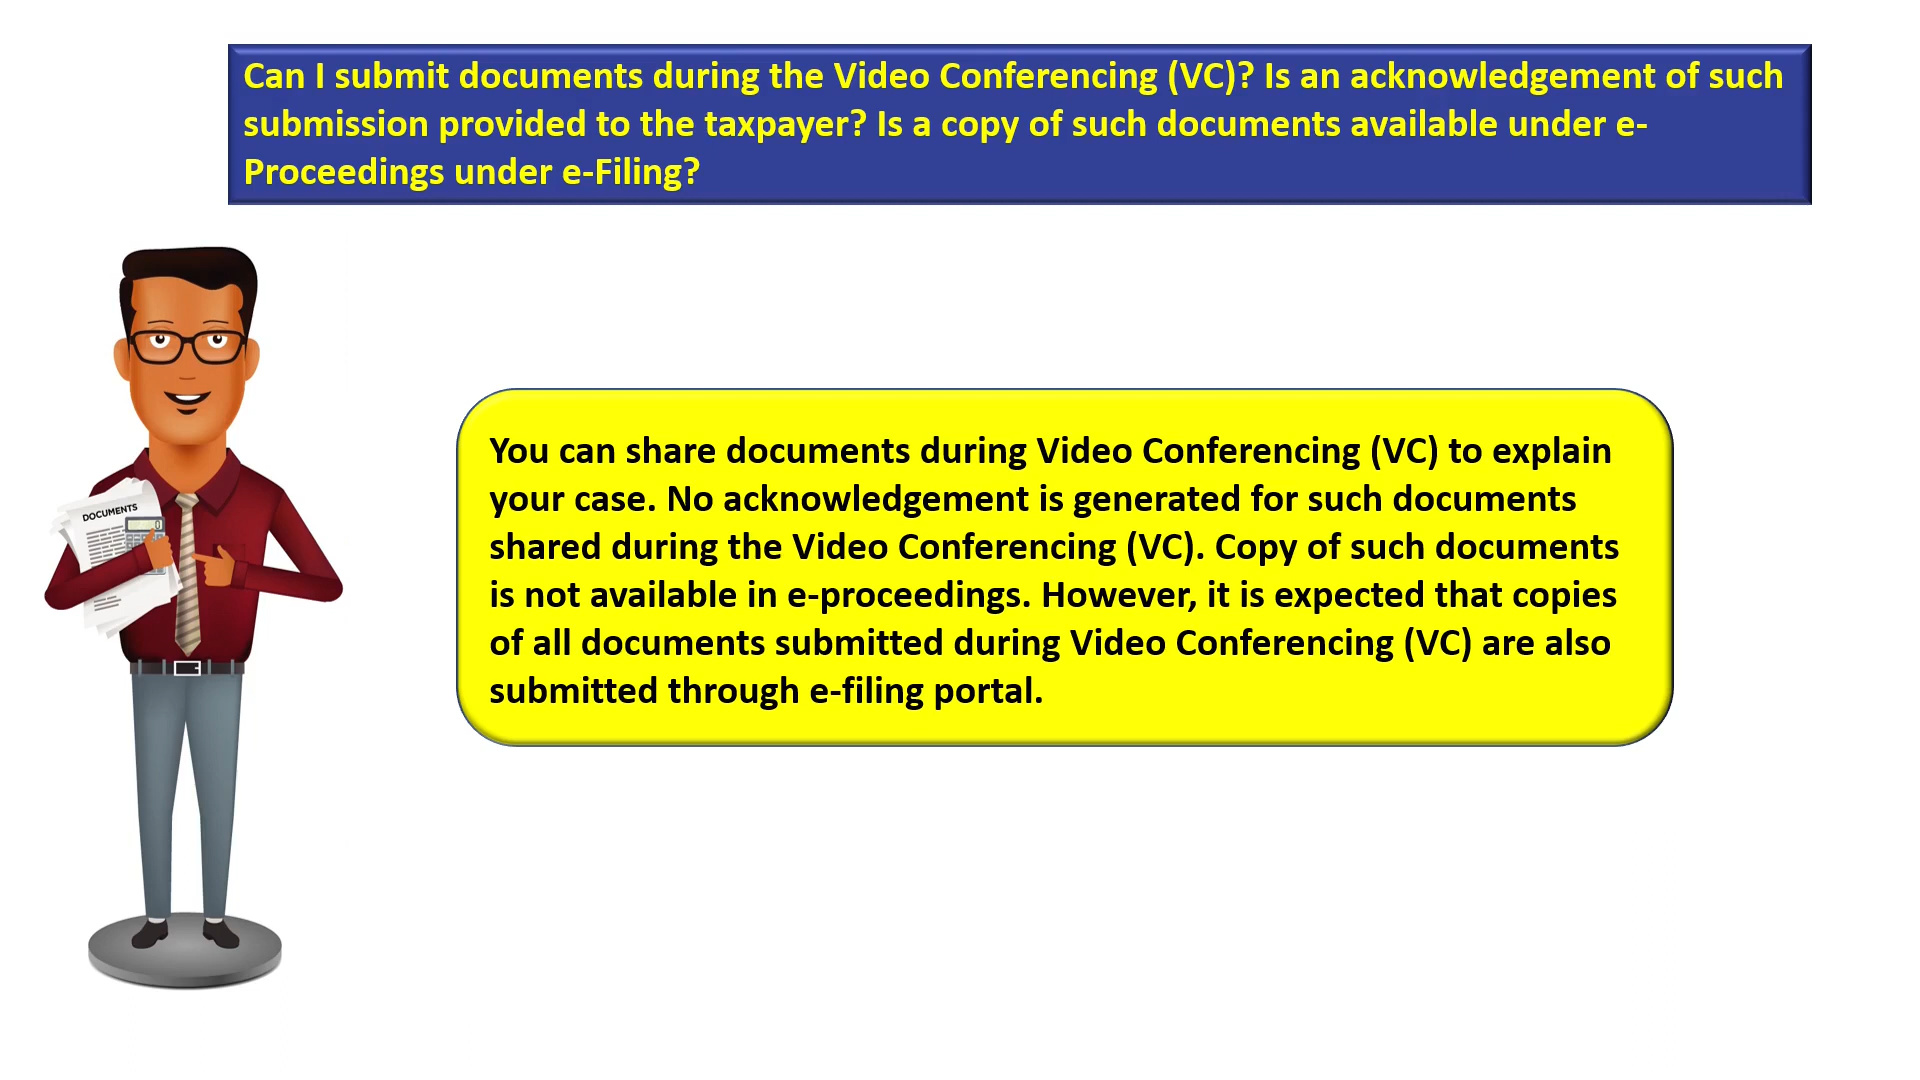 Can I submit documents during the Video Conferencing (VC)? Is an acknowledgement of such
submission provided to the taxpayer? Is a copy of such documents available under e-
Proceedings under e-Filing?
DOCUMENTS
You can share documents during Video Conferencing (VC) to explain
your case. No acknowledgement is generated for such documents
shared during the Video Conferencing (VC). Copy of such documents
is not available in e-proceedings. However, it is expected that copies
of all documents submitted during Video Conferencing (VC) are also
submitted through e-filing portal.